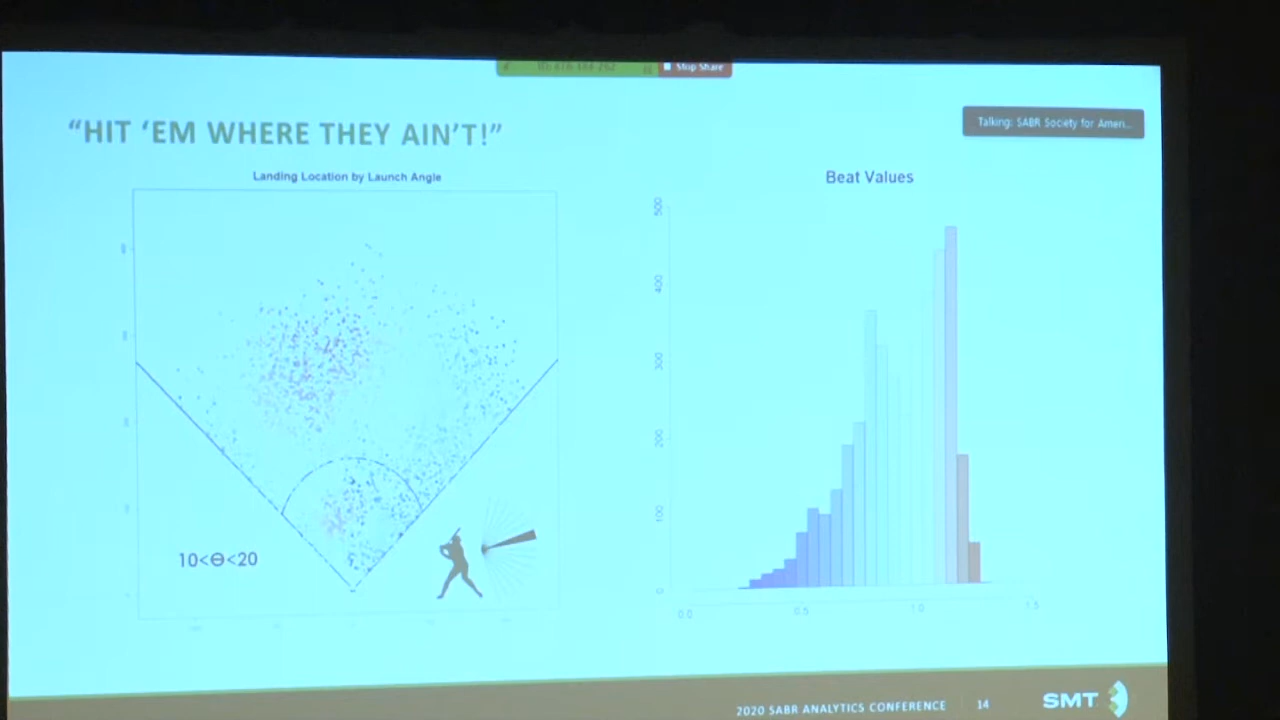 Stop Share
"HIT 'EM WHERE THEY AIN'T!"
Talking: SABR Society for Ameri...
Landing Location by Launch Angle
Beat Values
500
400
300
200
100
0
0.0
0.5
1.0
1.5
10<Θ<20
2020 SABR ANALYTICS CONFERENCE
14
SMT